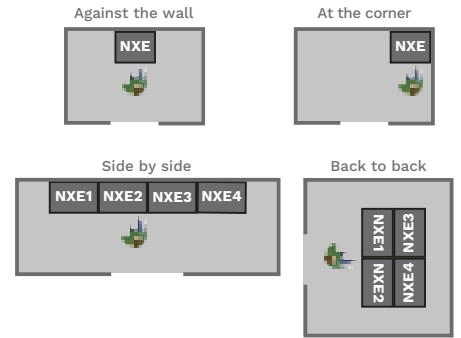 Against the wall
NXE
At the corner
NXE
Side by side
NXE1 NXE2 NXE3 NXE4
Back to back
NXE1 NXE3
NXE2 NXE4